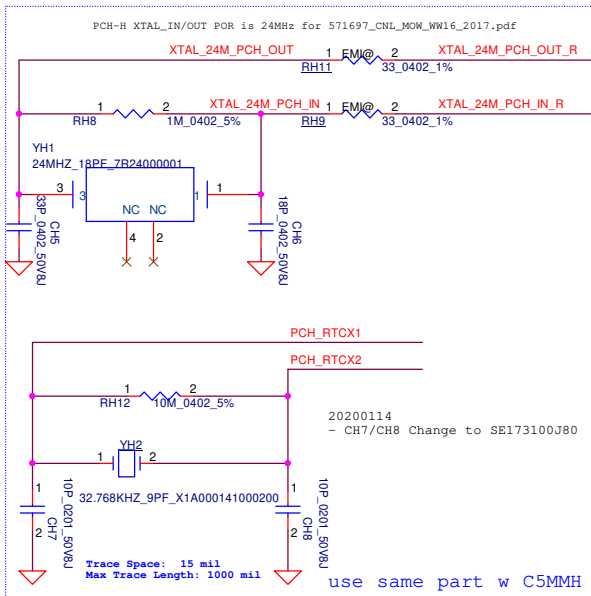 PCH-H XTAL_IN/OUT POR is 24MHz for 571697_CNL_MOW_WW16_2017.pdf
XTAL_24M_PCH_OUT
1 EMI@ 2
XTAL_24M_PCH_OUT_R
RH11
33_0402_1%
1 2
XTAL_24M_PCH_IN
1 EMI@ 2
XTAL_24M_PCH_IN_R
RH8
1M_0402_5%
RH9
33_0402_1%
YH1
24MHZ_18PF_7R24000001
3
3
1
1
NC NC
4
2
33P_0402_50V8J
CH5
18P_0402_50V8J
CH6
PCH_RTCX1
PCH_RTCX2
1 2
RH12
10M_0402_5%
20200114
- CH7/CH8 Change to SE173100J80
YH2
1 2
32.768KHZ_9PF_X1A000141000200
1
2
10P_0201_50V8J
CH7
1
2
10P_0201_50V8J
CH8
Trace Space: 15 mil
Max Trace Length: 1000 mil
use same part w C5MMH